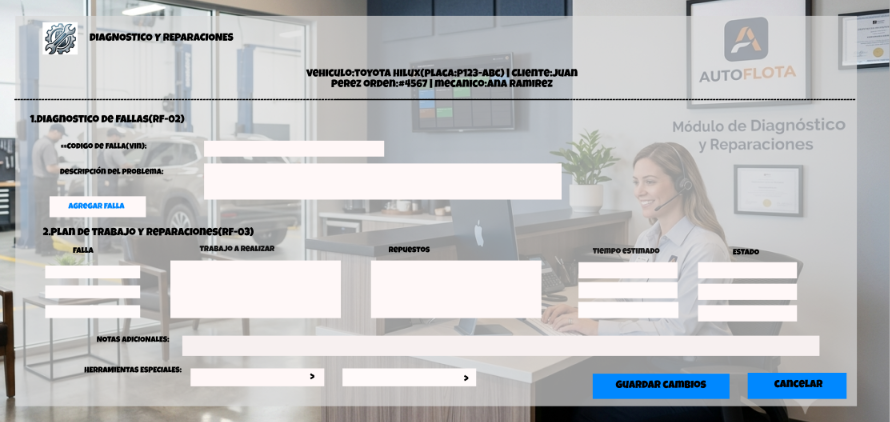 DIAGNOSTICO Y REPARACIONES
AUTOFLOTA
VEHICULO:TOYOTA HILUX(PLACA:P123-ABC) | CLIENTE:JUAN
PEREZ ORDEN:#4567 | MECANICO:ANA RAMIREZ
1.DIAGNOSTICO DE FALLAS(RF-02)
Módulo de Diagnóstico
y Reparaciones
**CODIGO DE FALLA(VIN):
DESCRIPCIÓN DEL PROBLEMA:
AGREGAR FALLA
2.PLAN DE TRABAJO Y REPARACIONES(RF-03)
FALLA TRABAJO A REALIZAR REPUESTOS TIEMPO ESTIMADO ESTADO
NOTAS ADICIONALES:
HERRAMIENTAS ESPECIALES: > >
GUARDAR CAMBIOS CANCELAR